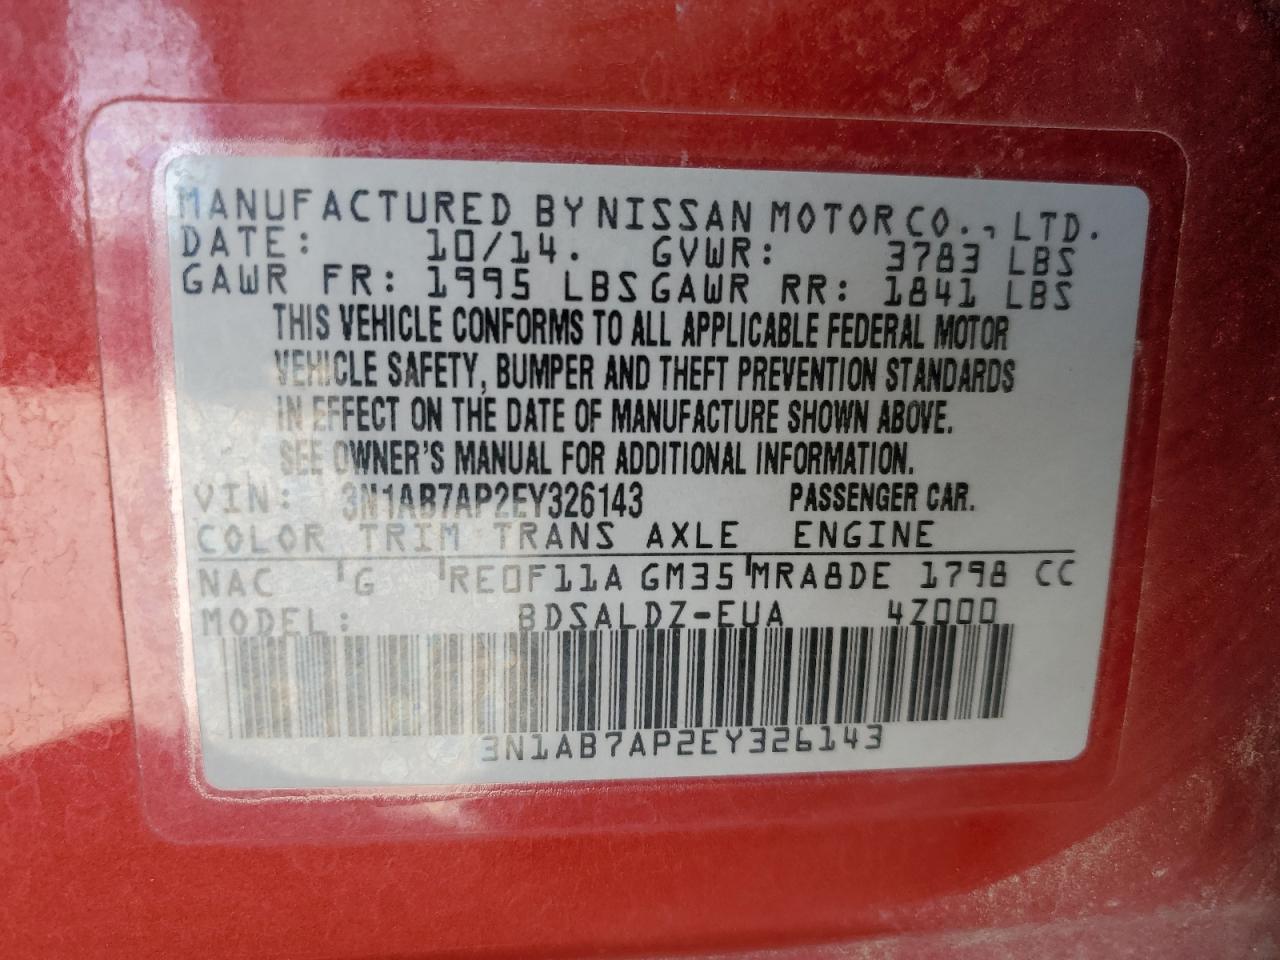 MANUFACTURED BY NISSAN MOTOR CO., LTD.
DATE: 10/14. GVWR: 3783 LBS
GAWR FR: 1995 LBS GAWR RR: 1841 LBS
THIS VEHICLE CONFORMS TO ALL APPLICABLE FEDERAL MOTOR
VEHICLE SAFETY, BUMPER AND THEFT PREVENTION STANDARDS
IN EFFECT ON THE DATE OF MANUFACTURE SHOWN ABOVE.
SEE OWNER'S MANUAL FOR ADDITIONAL INFORMATION.
VIN: 3N1AB7AP2EY326143 PASSENGER CAR.
COLOR TRIM TRANS AXLE ENGINE
NAC G RE0F11A GM35 MRA8DE 1798 CC
MODEL: BDSALDZ-EUA 4Z000
3N1AB7AP2EY326143